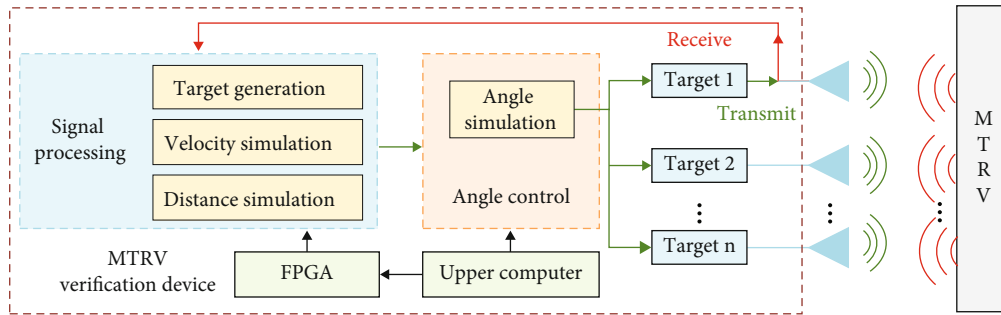 Receive
Target generation
Signal
processing
Velocity simulation
Distance simulation
Angle
simulation
Angle control
Target 1
Transmit
Target 2
Target n
MTRV
verification device
FPGA
Upper computer
M
T
R
V